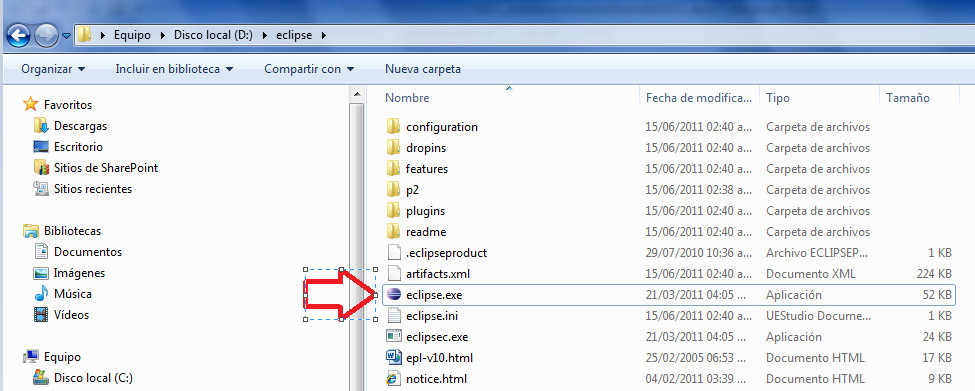 Equipo Disco local (D:) eclipse
Organizar Incluir en biblioteca Compartir con Nueva carpeta
Favoritos
Descargas
Escritorio
Sitios de SharePoint
Sitios recientes
Bibliotecas
Documentos
Imágenes
Música
Vídeos
Equipo
Disco local (C:)
Nombre Fecha de modifica... Tipo Tamaño
configuration 15/06/2011 02:40 a... Carpeta de archivos
dropins 15/06/2011 02:40 a... Carpeta de archivos
features 15/06/2011 02:40 a... Carpeta de archivos
p2 15/06/2011 02:38 a... Carpeta de archivos
plugins 15/06/2011 02:40 a... Carpeta de archivos
readme 15/06/2011 02:40 a... Carpeta de archivos
.eclipseproduct 29/07/2010 10:36 a... Archivo ECLIPSEP... 1 KB
artifacts.xml 15/06/2011 02:40 a... Documento XML 224 KB
eclipse.exe 21/03/2011 04:05 ... Aplicación 52 KB
eclipse.ini 15/06/2011 02:40 a... UEStudio Docume... 1 KB
eclipsec.exe 21/03/2011 04:05 ... Aplicación 24 KB
epl-v10.html 25/02/2005 06:53 ... Documento HTML 17 KB
notice.html 04/02/2011 03:39 ... Documento HTML 9 KB